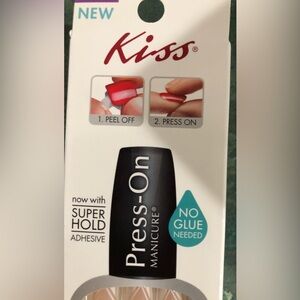 NEW
Kiss®
1. PEEL OFF
2. PRESS ON
now with
SUPER
HOLD
ADHESIVE
Press-On
MANICURE®
NO
GLUE
NEEDED